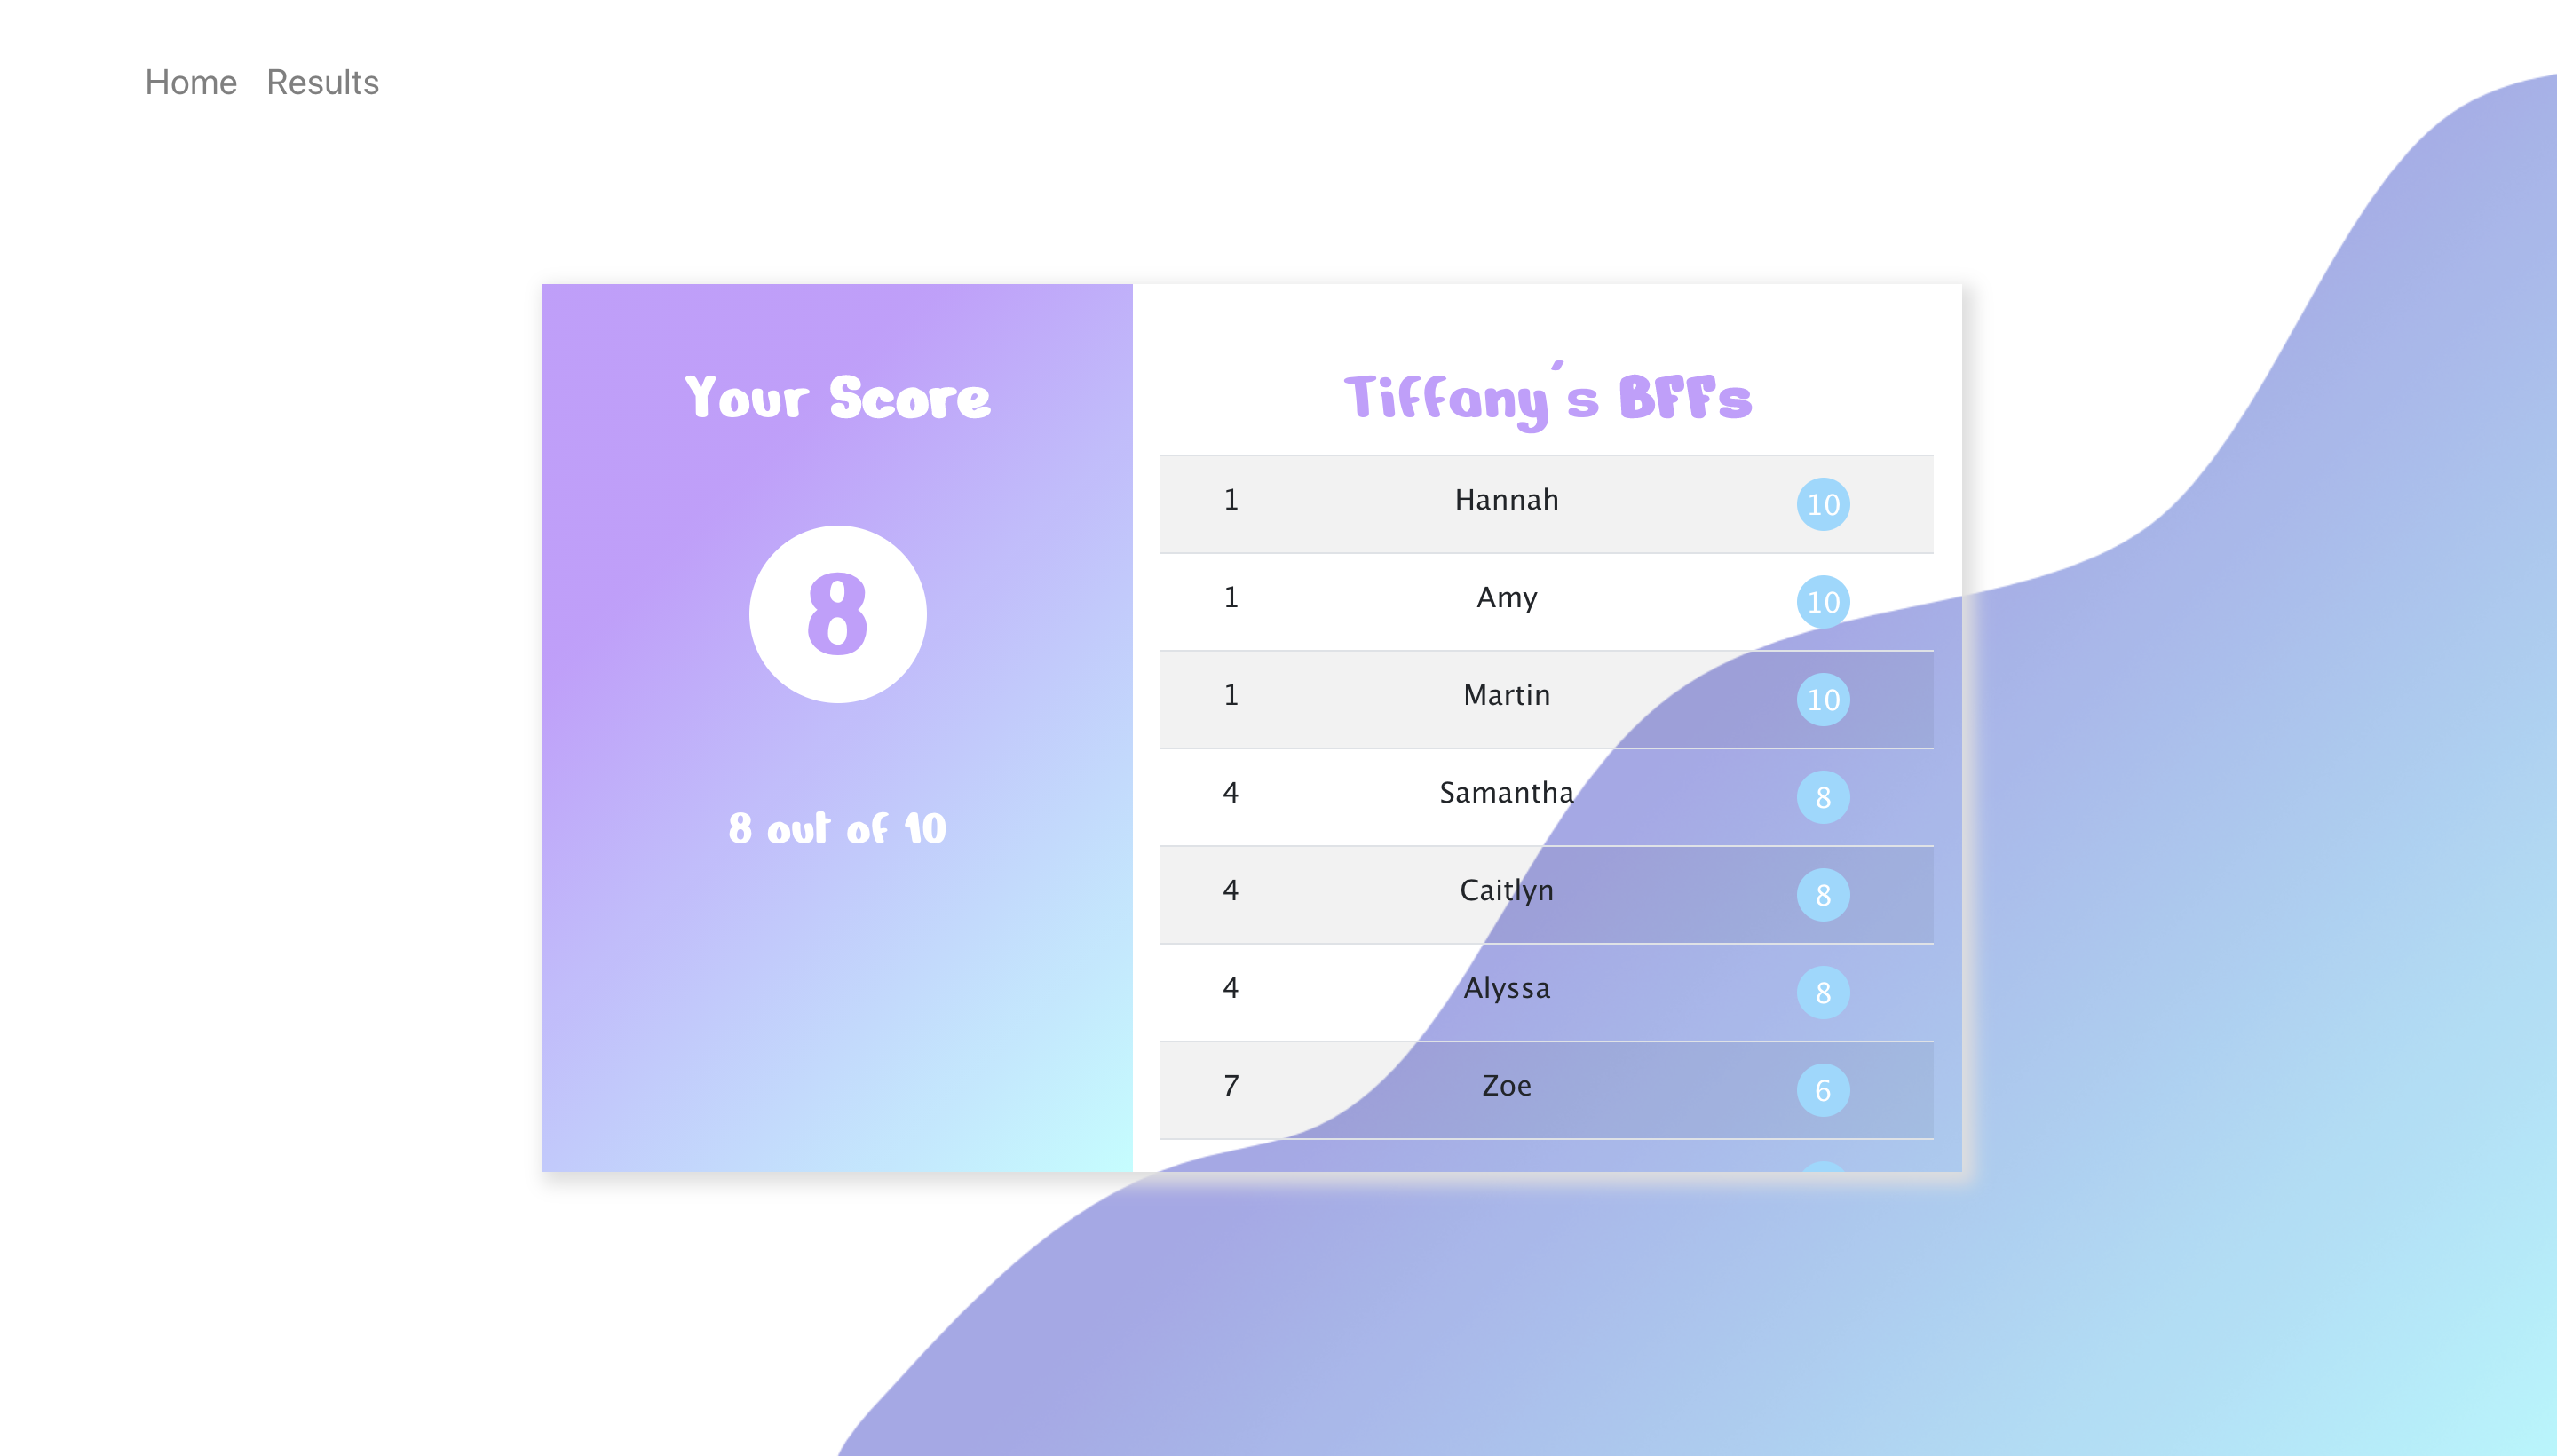 Home Results
Your Score
8
8 out of 10
Tiffany's BFFs
1 Hannah 10
1 Amy 10
1 Martin 10
4 Samantha 8
4 Caitlyn 8
4 Alyssa 8
7 Zoe 6